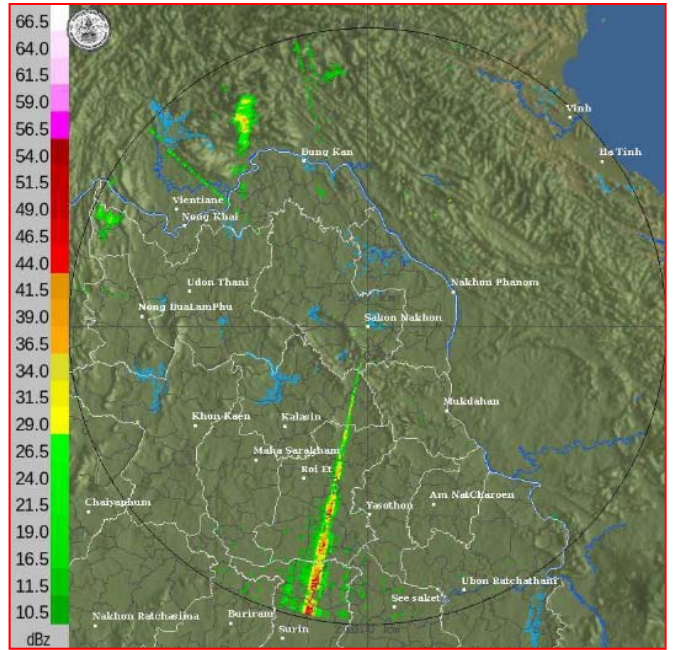 66.5
64.0
61.5
59.0
56.5
54.0
51.5
49.0
46.5
44.0
41.5
39.0
36.5
34.0
31.5
29.0
26.5
24.0
21.5
19.0
16.5
11.5
10.5
dBz
Vinh
Ha Tinh
Bung Kan
Vientiane
Nong Khai
Udon Thani
Nakhon Phanom
Nong BuaLamPhu
Sakon Nakhon
Mukdahan
Khon Kaen
Kalasin
Maha Sarakham
Roi Et
Chaiyaphum
Yasothon
Am NatCharoen
Ubon Ratchathani
See saket's
Nakhon Ratchasima
Buriram
Surin